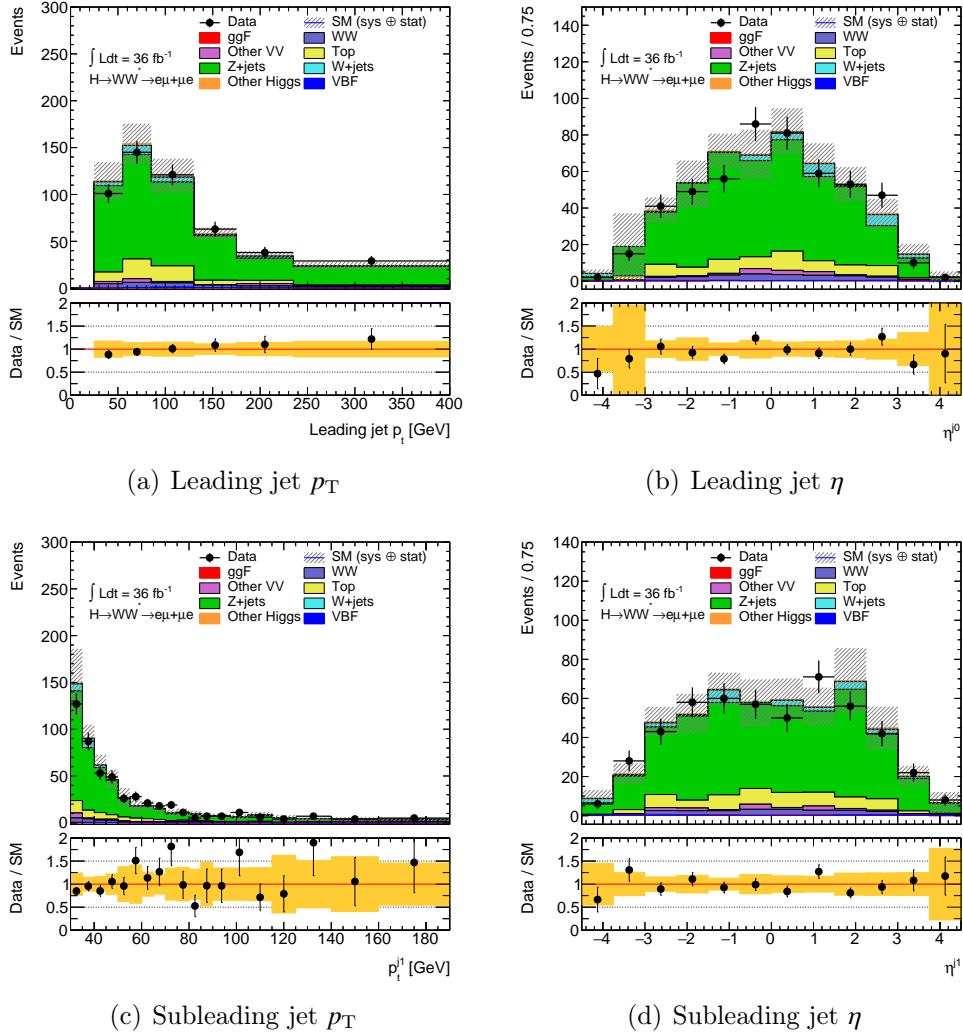 Events
300
250
200
150
100
50
0
Data
SM (sys ⊕ stat)
ggF
WW
Other VV
Top
Z+jets
W+jets
Other Higgs
VBF
∫ Ldt = 36 fb-1
H→WW*→eμ+μe
Data / SM
2
1.5
1
0.5
0
0 50 100 150 200 250 300 350 400
Leading jet pt [GeV]
(a) Leading jet pT
Events / 0.75
140
120
100
80
60
40
20
0
Data
SM (sys ⊕ stat)
ggF
WW
Other VV
Top
Z+jets
W+jets
Other Higgs
VBF
∫ Ldt = 36 fb-1
H→WW*→eμ+μe
Data / SM
2
1.5
1
0.5
0
−4 −3 −2 −1 0 1 2 3 4
ηj0
(b) Leading jet η
Events
300
250
200
150
100
50
0
Data
SM (sys ⊕ stat)
ggF
WW
Other VV
Top
Z+jets
W+jets
Other Higgs
VBF
∫ Ldt = 36 fb-1
H→WW*→eμ+μe
Data / SM
2
1.5
1
0.5
0
40 60 80 100 120 140 160 180
ptj1 [GeV]
(c) Subleading jet pT
Events / 0.75
140
120
100
80
60
40
20
0
Data
SM (sys ⊕ stat)
ggF
WW
Other VV
Top
Z+jets
W+jets
Other Higgs
VBF
∫ Ldt = 36 fb-1
H→WW*→eμ+μe
Data / SM
2
1.5
1
0.5
0
−4 −3 −2 −1 0 1 2 3 4
ηj1
(d) Subleading jet η